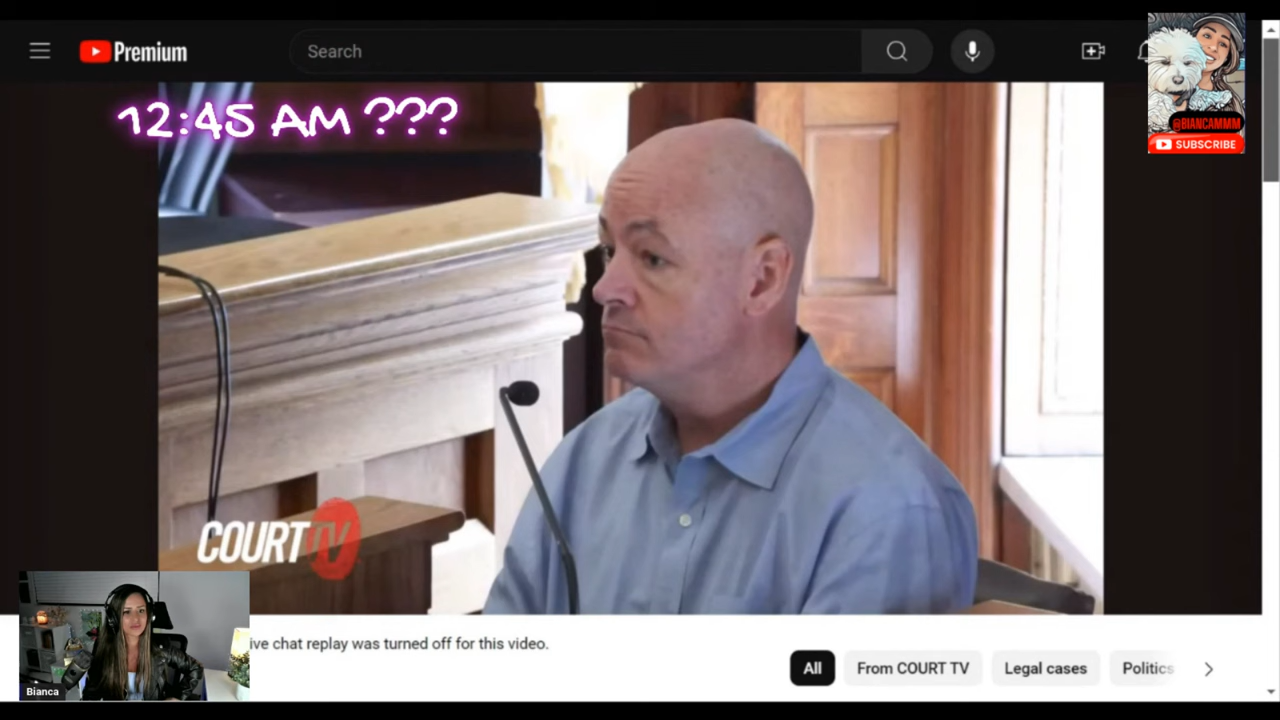 Premium
Search
12:45 AM ???
@BIANCAMMM
SUBSCRIBE
COURT TV
ive chat replay was turned off for this video.
All
From COURT TV
Legal cases
Politics
Bianca